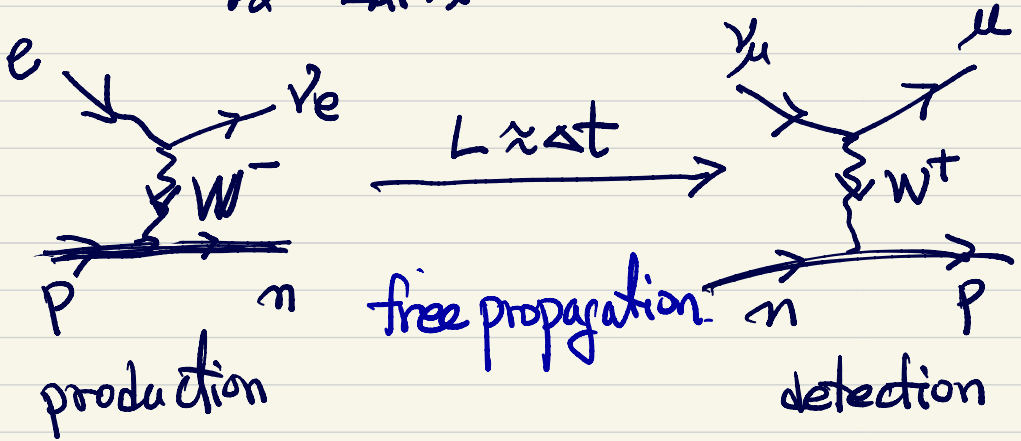 e νe L ≈ Δt νμ μ
W⁻ W⁺
p n free propagation. n p
production detection